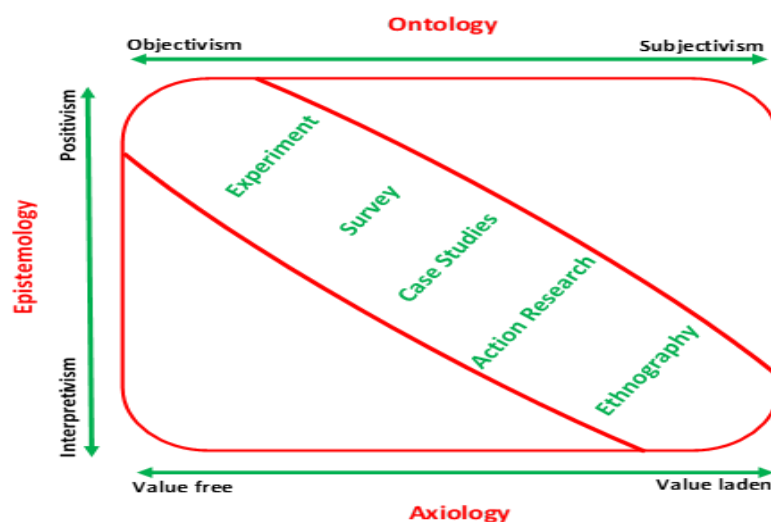 Ontology
Objectivism
Subjectivism
Positivism
Epistemology
Interpretivism
Experiment
Survey
Case Studies
Action Research
Ethnography
Value free
Value laden
Axiology